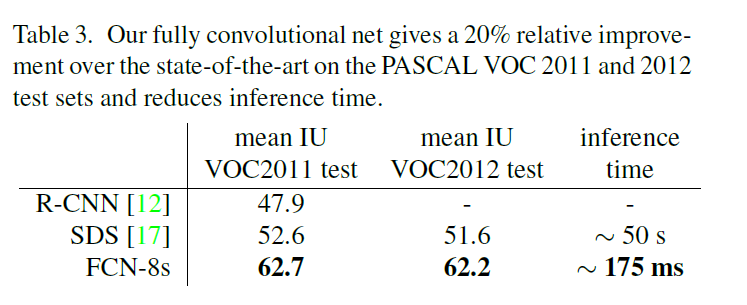 Table 3. Our fully convolutional net gives a 20% relative improve-
ment over the state-of-the-art on the PASCAL VOC 2011 and 2012
test sets and reduces inference time.
mean IU mean IU inference
VOC2011 test VOC2012 test time
R-CNN [12] 47.9 - -
SDS [17] 52.6 51.6 ∼ 50 s
FCN-8s 62.7 62.2 ∼ 175 ms